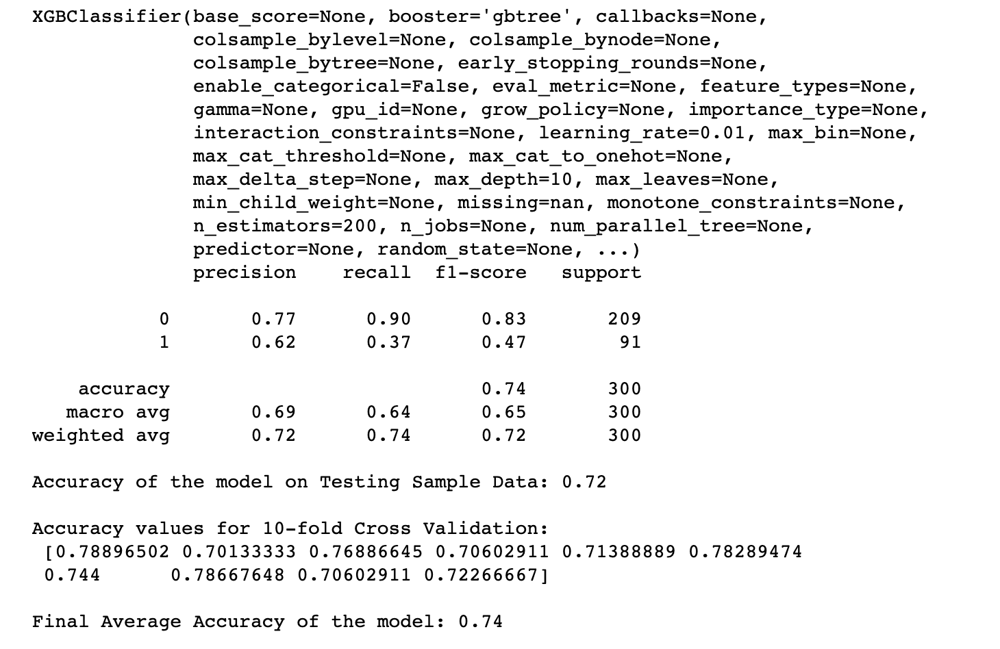 XGBClassifier(base_score=None, booster='gbtree', callbacks=None,
colsample_bylevel=None, colsample_bynode=None,
colsample_bytree=None, early_stopping_rounds=None,
enable_categorical=False, eval_metric=None, feature_types=None,
gamma=None, gpu_id=None, grow_policy=None, importance_type=None,
interaction_constraints=None, learning_rate=0.01, max_bin=None,
max_cat_threshold=None, max_cat_to_onehot=None,
max_delta_step=None, max_depth=10, max_leaves=None,
min_child_weight=None, missing=nan, monotone_constraints=None,
n_estimators=200, n_jobs=None, num_parallel_tree=None,
predictor=None, random_state=None, ...)
precision recall f1-score support
0 0.77 0.90 0.83 209
1 0.62 0.37 0.47 91
accuracy 0.74 300
macro avg 0.69 0.64 0.65 300
weighted avg 0.72 0.74 0.72 300
Accuracy of the model on Testing Sample Data: 0.72
Accuracy values for 10-fold Cross Validation:
[0.78896502 0.70133333 0.76886645 0.70602911 0.71388889 0.78289474
0.744 0.78667648 0.70602911 0.72266667]
Final Average Accuracy of the model: 0.74